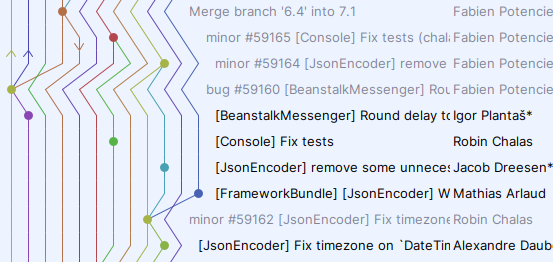 Merge branch '6.4' into 7.1 Fabien Potencie
minor #59165 [Console] Fix tests (chal Fabien Potencie
minor #59164 [JsonEncoder] remove Fabien Potencie
bug #59160 [BeanstalkMessenger] Rou Fabien Potencie
[BeanstalkMessenger] Round delay to Igor Plantaš*
[Console] Fix tests Robin Chalas
[JsonEncoder] remove some unneces Jacob Dreesen*
[FrameworkBundle] [JsonEncoder] W Mathias Arlaud
minor #59162 [JsonEncoder] Fix timezone Robin Chalas
[JsonEncoder] Fix timezone on `DateTim Alexandre Daub